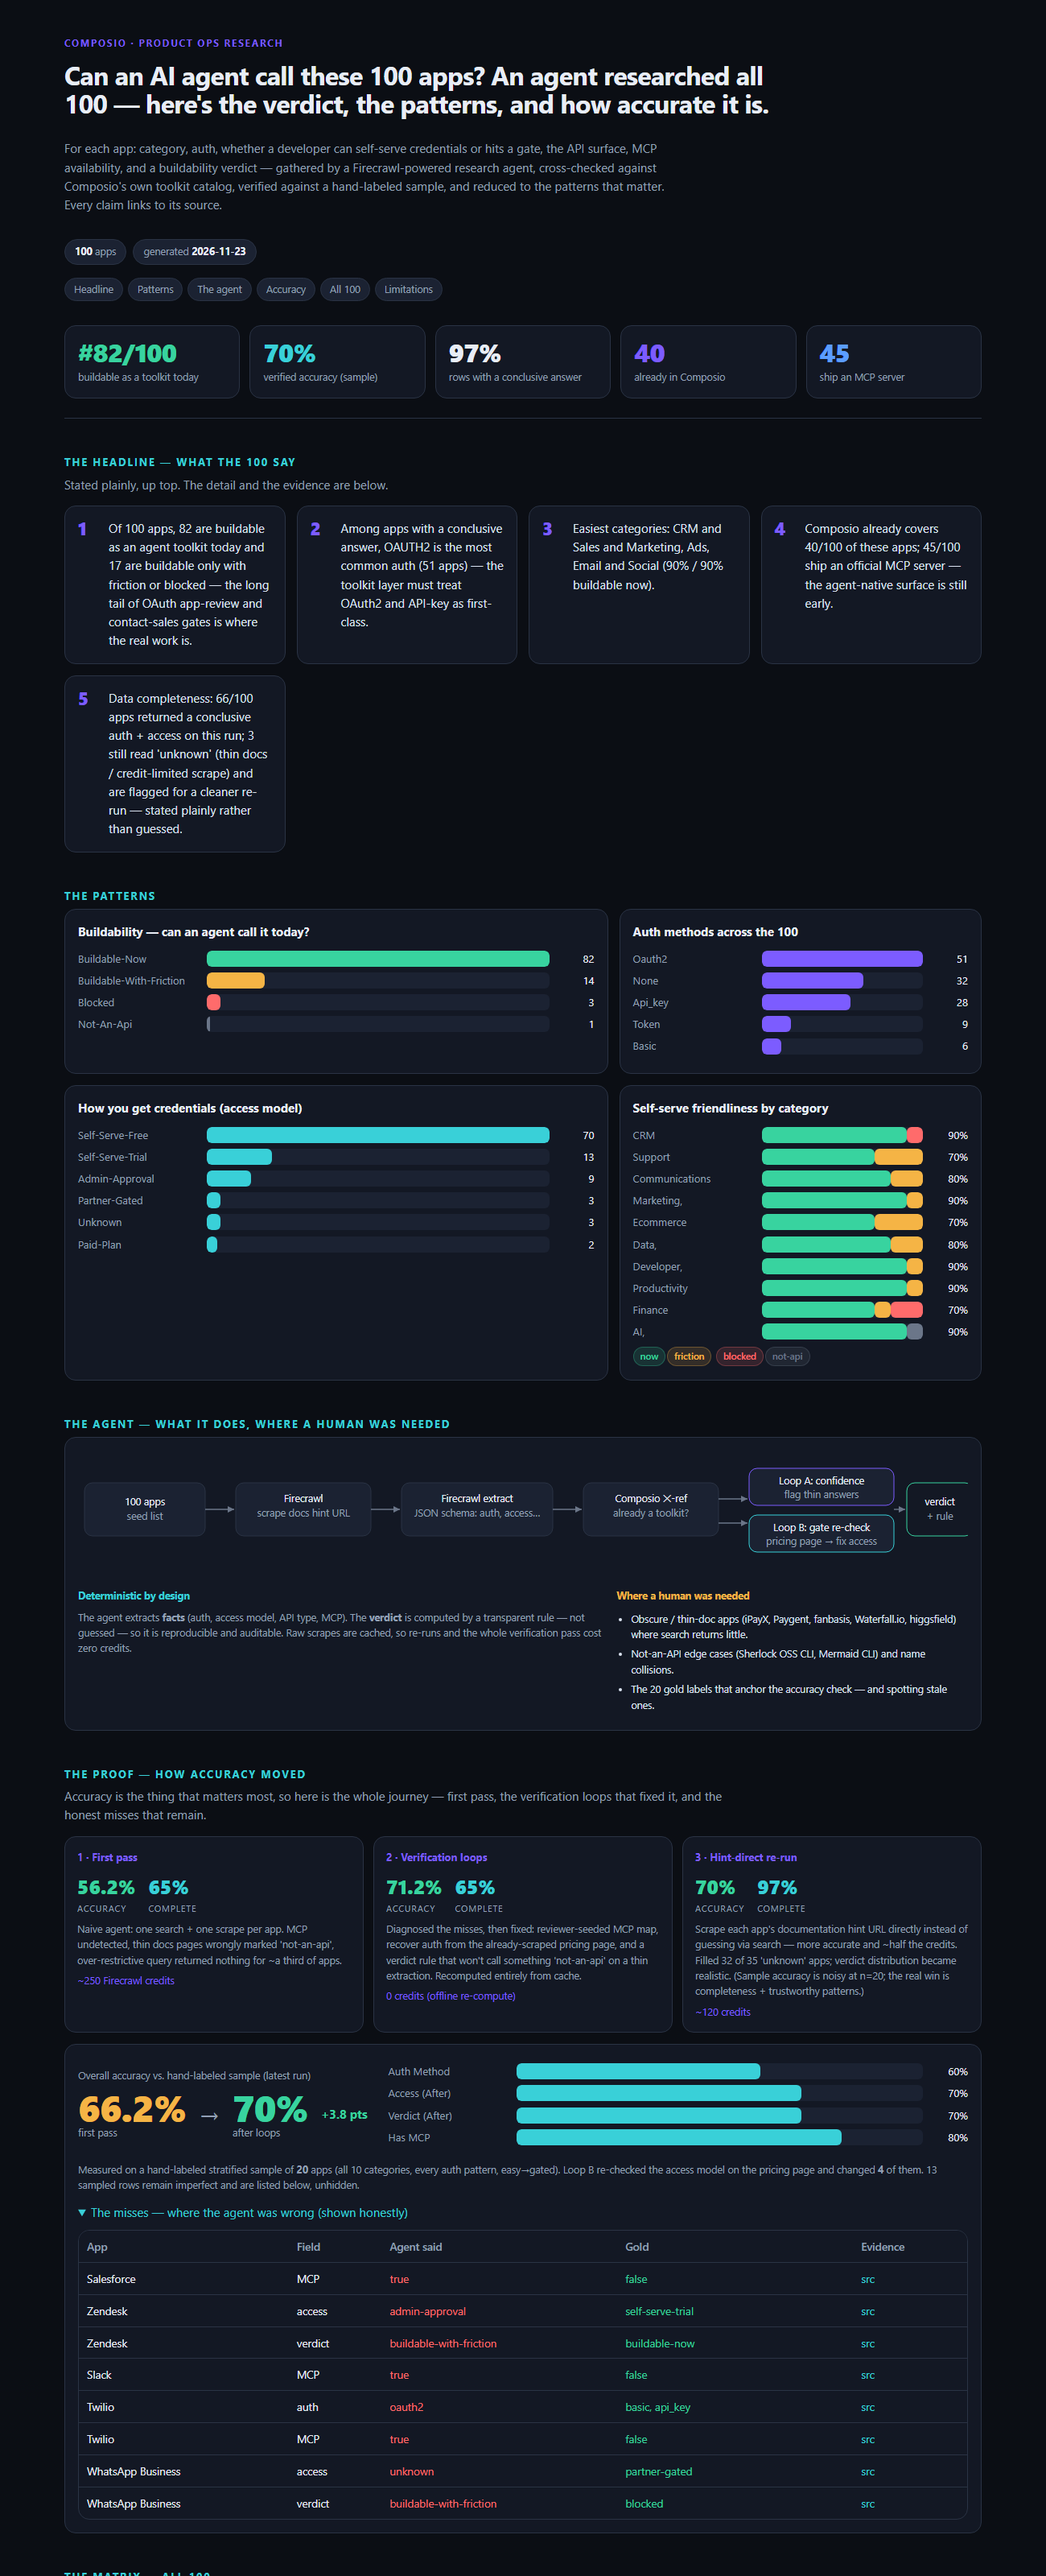 COMPOSIO · PRODUCT OPS RESEARCH
Can an AI agent call these 100 apps? An agent researched all
100 — here's the verdict, the patterns, and how accurate it is.
For each app: category, auth, whether a developer can self-serve credentials or hits a gate, the API surface, MCP
availability, and a buildability verdict — gathered by a Firecrawl-powered research agent, cross-checked against
Composio's own toolkit catalog, verified against a hand-labeled sample, and reduced to the patterns that matter.
Every claim links to its source.
100 apps
generated 2026-11-23
Headline
Patterns
The agent
Accuracy
All 100
Limitations
#82/100
buildable as a toolkit today
70%
verified accuracy (sample)
97%
rows with a conclusive answer
40
already in Composio
45
ship an MCP server
THE HEADLINE — WHAT THE 100 SAY
Stated plainly, up top. The detail and the evidence are below.
1
Of 100 apps, 82 are buildable
as an agent toolkit today and
17 are buildable only with
friction or blocked — the long
tail of OAuth app-review and
contact-sales gates is where
the real work is.
2
Among apps with a conclusive
answer, OAUTH2 is the most
common auth (51 apps) — the
toolkit layer must treat
OAuth2 and API-key as first-
class.
3
Easiest categories: CRM and
Sales and Marketing, Ads,
Email and Social (90% / 90%
buildable now).
4
Composio already covers
40/100 of these apps; 45/100
ship an official MCP server —
the agent-native surface is still
early.
5
Data completeness: 66/100
apps returned a conclusive
auth + access on this run; 3
still read 'unknown' (thin docs
/ credit-limited scrape) and
are flagged for a cleaner re-
run — stated plainly rather
than guessed.
THE PATTERNS
Buildability — can an agent call it today?
Buildable-Now 82
Buildable-With-Friction 14
Blocked 3
Not-An-Api 1
Auth methods across the 100
Oauth2 51
None 32
Api_key 28
Token 9
Basic 6
How you get credentials (access model)
Self-Serve-Free 70
Self-Serve-Trial 13
Admin-Approval 9
Partner-Gated 3
Unknown 3
Paid-Plan 2
Self-serve friendliness by category
CRM 90%
Support 70%
Communications 80%
Marketing, 90%
Ecommerce 70%
Data, 80%
Developer, 90%
Productivity 90%
Finance 70%
AI, 90%
now
friction
blocked
not-api
THE AGENT — WHAT IT DOES, WHERE A HUMAN WAS NEEDED
100 apps
seed list
Firecrawl
scrape docs hint URL
Firecrawl extract
JSON schema: auth, access…
Composio ✕-ref
already a toolkit?
Loop A: confidence
flag thin answers
Loop B: gate re-check
pricing page → fix access
verdict
+ rule
Deterministic by design
The agent extracts facts (auth, access model, API type, MCP). The verdict is computed by a transparent rule — not
guessed — so it is reproducible and auditable. Raw scrapes are cached, so re-runs and the whole verification pass cost
zero credits.
Where a human was needed
• Obscure / thin-doc apps (iPayX, Paygent, fanbasis, Waterfall.io, higgsfield)
where search returns little.
• Not-an-API edge cases (Sherlock OSS CLI, Mermaid CLI) and name
collisions.
• The 20 gold labels that anchor the accuracy check — and spotting stale
ones.
THE PROOF — HOW ACCURACY MOVED
Accuracy is the thing that matters most, so here is the whole journey — first pass, the verification loops that fixed it, and the
honest misses that remain.
1 · First pass
56.2% 65%
ACCURACY COMPLETE
Naive agent: one search + one scrape per app. MCP
undetected, thin docs pages wrongly marked 'not-an-api',
over-restrictive query returned nothing for ~a third of apps.
~250 Firecrawl credits
2 · Verification loops
71.2% 65%
ACCURACY COMPLETE
Diagnosed the misses, then fixed: reviewer-seeded MCP map,
recover auth from the already-scraped pricing page, and a
verdict rule that won't call something 'not-an-api' on a thin
extraction. Recomputed entirely from cache.
0 credits (offline re-compute)
3 · Hint-direct re-run
70% 97%
ACCURACY COMPLETE
Scrape each app's documentation hint URL directly instead of
guessing via search — more accurate and ~half the credits.
Filled 32 of 35 'unknown' apps; verdict distribution became
realistic. (Sample accuracy is noisy at n=20; the real win is
completeness + trustworthy patterns.)
~120 credits
Overall accuracy vs. hand-labeled sample (latest run)
66.2% → 70% +3.8 pts
first pass after loops
Auth Method 60%
Access (After) 70%
Verdict (After) 70%
Has MCP 80%
Measured on a hand-labeled stratified sample of 20 apps (all 10 categories, every auth pattern, easy→gated). Loop B re-checked the access model on the pricing page and changed 4 of them. 13
sampled rows remain imperfect and are listed below, unhidden.
▼ The misses — where the agent was wrong (shown honestly)
App Field Agent said Gold Evidence
Salesforce MCP true false src
Zendesk access admin-approval self-serve-trial src
Zendesk verdict buildable-with-friction buildable-now src
Slack MCP true false src
Twilio auth oauth2 basic, api_key src
Twilio MCP true false src
WhatsApp Business access unknown partner-gated src
WhatsApp Business verdict buildable-with-friction blocked src
THE MATRIX — ALL 100